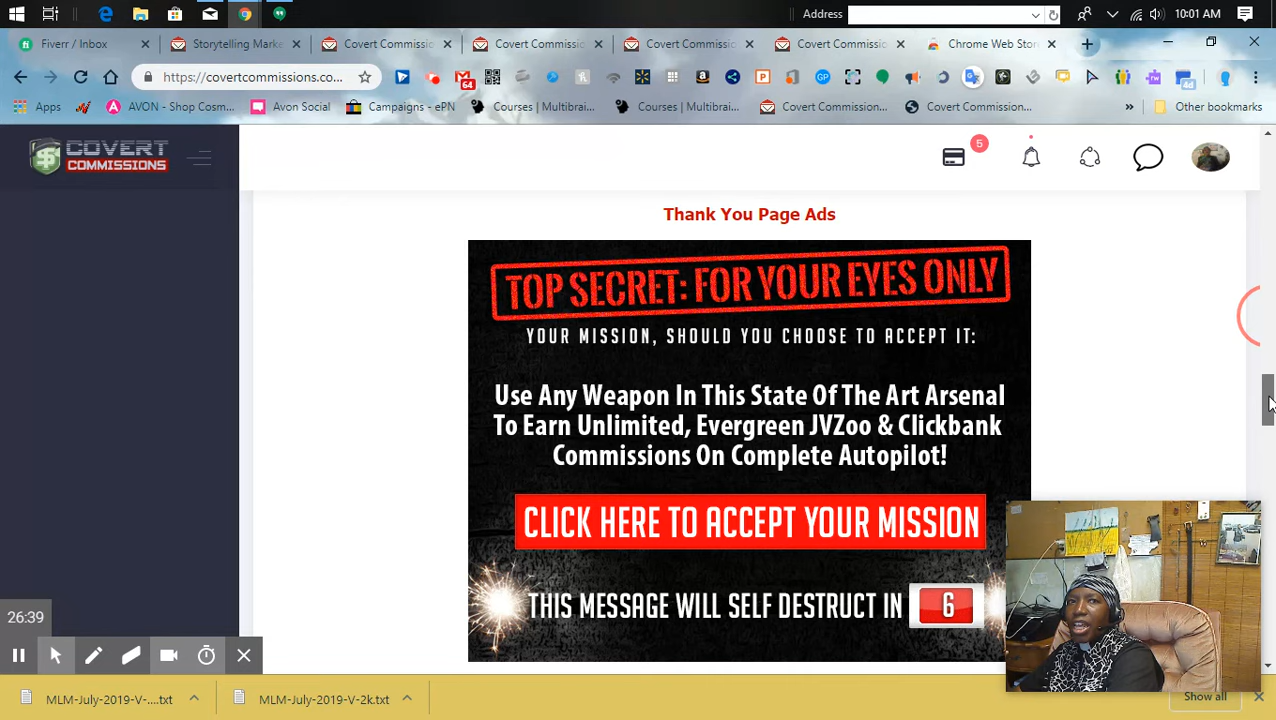 Address
10:01 AM
Fiverr / Inbox
Storytelling Marke
Covert Commissio
Covert Commissio
Covert Commissio
Covert Commissio
Chrome Web Stor
https://covertcommissions.co...
64
GP
rw
4d
Apps
AVON - Shop Cosm...
Avon Social
Campaigns - ePN
Courses | Multibrai...
Courses | Multibrai...
Covert Commission...
Covert Commission...
Other bookmarks
COVERT
COMMISSIONS
5
Thank You Page Ads
TOP SECRET: FOR YOUR EYES ONLY
YOUR MISSION, SHOULD YOU CHOOSE TO ACCEPT IT:
Use Any Weapon In This State Of The Art Arsenal
To Earn Unlimited, Evergreen JVZoo & Clickbank
Commissions On Complete Autopilot!
CLICK HERE TO ACCEPT YOUR MISSION
THIS MESSAGE WILL SELF DESTRUCT IN 6
26:39
MLM-July-2019-V-....txt
MLM-July-2019-V-2k.txt
Show all